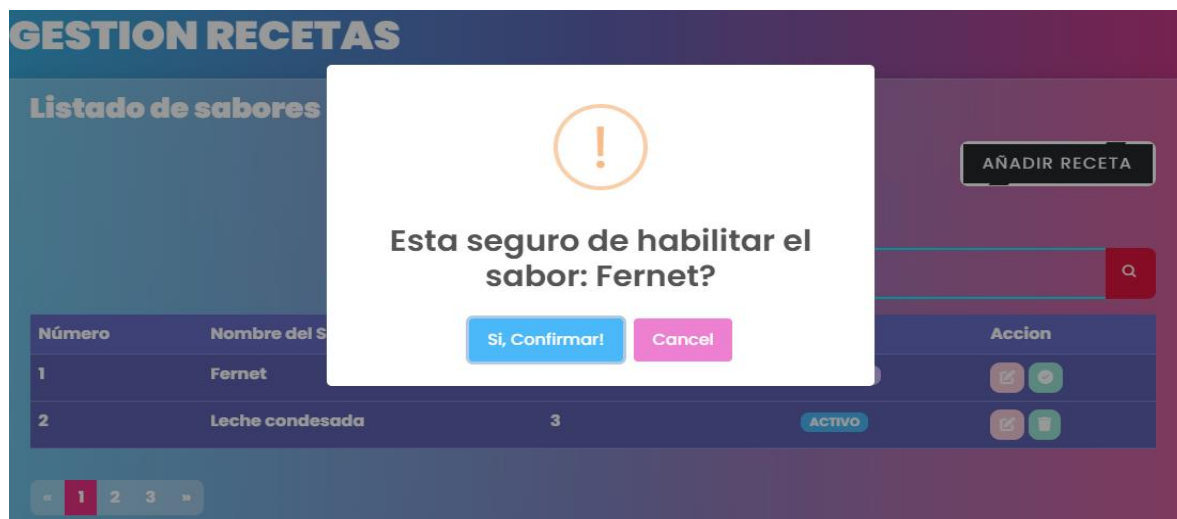 GESTION RECETAS
Listado de sabores
!
AÑADIR RECETA
Esta seguro de habilitar el
sabor: Fernet?
Si, Confirmar! Cancel
Número Nombre del S Accion
1 Fernet
2 Leche condesada 3 ACTIVO
« 1 2 3 »